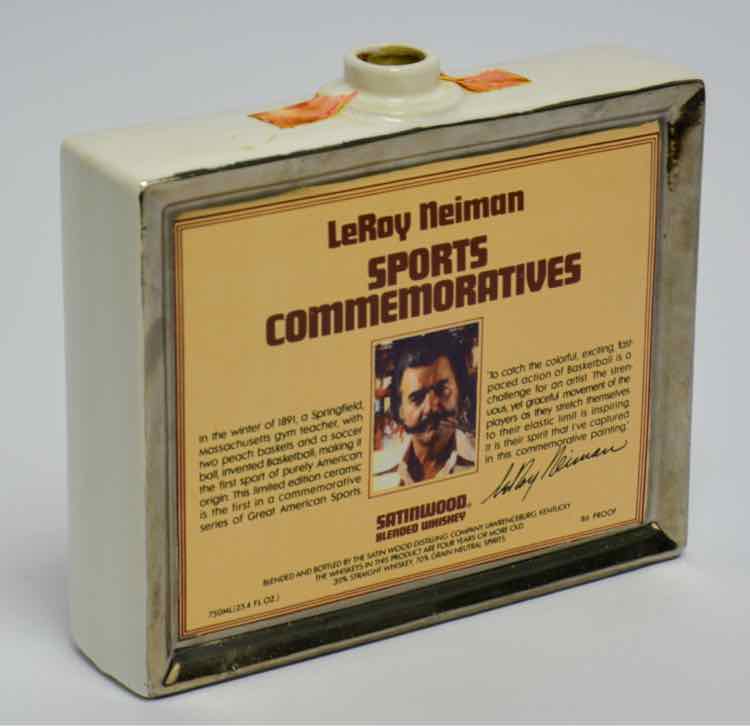 LeRoy Neiman
SPORTS
COMMEMORATIVES
In the winter of 1891, a Springfield,
Massachusetts gym teacher, with
two peach baskets and a soccer
ball, invented Basketball, making it
the first sport of purely American
origin. This limited edition ceramic
is the first in a commemorative
series of Great American Sports.
"To catch the colorful, exciting, fast-
paced action of Basketball is a
challenge for an artist. The stren-
uous, yet graceful movement of the
players as they stretch themselves
to their elastic limit is inspiring.
It is their spirit that I've captured
in this commemorative painting."
LeRoy Neiman
SATINWOOD®
BLENDED WHISKEY
BLENDED AND BOTTLED BY THE SATIN WOOD DISTILLING COMPANY LAWRENCEBURG, KENTUCKY
THE WHISKEYS IN THIS PRODUCT ARE FOUR YEARS OR MORE OLD
30% STRAIGHT WHISKEY, 70% GRAIN NEUTRAL SPIRITS
750ML (25.4 FL OZ.)
86 PROOF